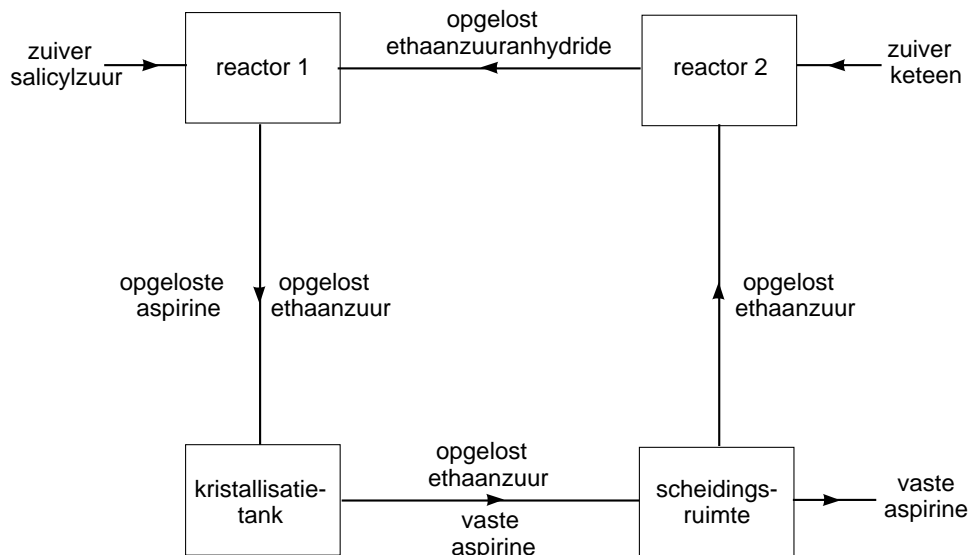 opgelost
ethaanzuuranhydride
zuiver
salicylzuur
reactor 1
reactor 2
zuiver
keteen
opgeloste
aspirine
opgelost
ethaanzuur
opgelost
ethaanzuur
kristallisatie-
tank
opgelost
ethaanzuur
vaste
aspirine
scheidings-
ruimte
vaste
aspirine